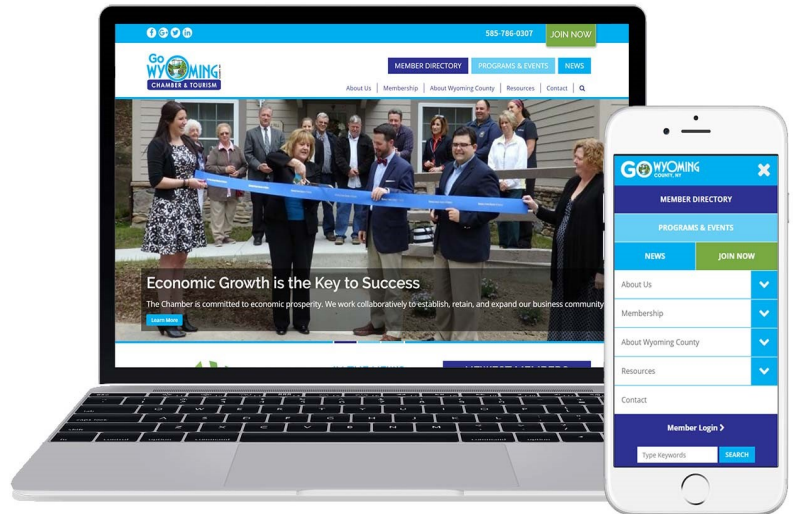 585-786-0307
JOIN NOW
Go
WYOMING
CHAMBER & TOURISM
MEMBER DIRECTORY
PROGRAMS & EVENTS
NEWS
About Us
Membership
About Wyoming County
Resources
Contact
Economic Growth is the Key to Success
The Chamber is committed to economic prosperity. We work collaboratively to establish, retain, and expand our business community
Learn More
GO WYOMING
COUNTY, NY
MEMBER DIRECTORY
PROGRAMS & EVENTS
NEWS
JOIN NOW
About Us
Membership
About Wyoming County
Resources
Contact
Member Login
Type Keywords
SEARCH